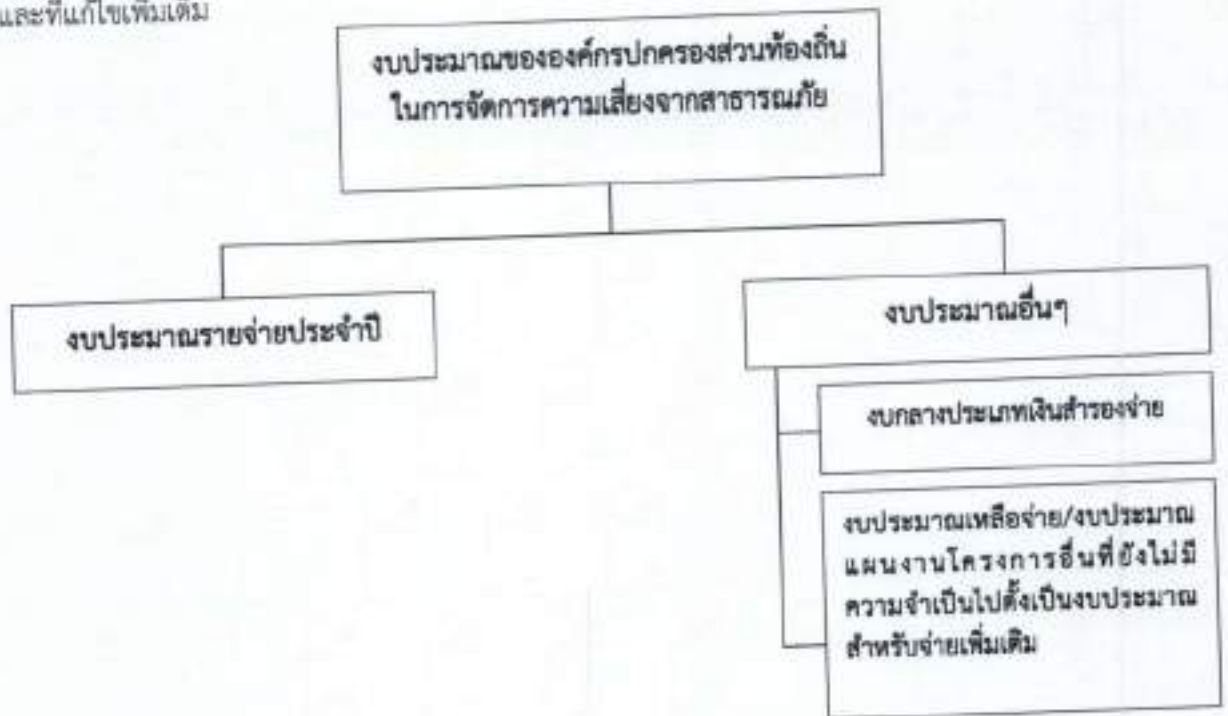 และที่แก้ไขเพิ่มเติม
งบประมาณขององค์กรปกครองส่วนท้องถิ่น
ในการจัดการความเสี่ยงจากสาธารณภัย
งบประมาณรายจ่ายประจำปี
งบประมาณอื่นๆ
งบกลางประเภทเงินสำรองจ่าย
งบประมาณเหลือจ่าย/งบประมาณ
แผนงานโครงการอื่นที่ยังไม่มี
ความจำเป็นไปตั้งเป็นงบประมาณ
สำหรับจ่ายเพิ่มเติม